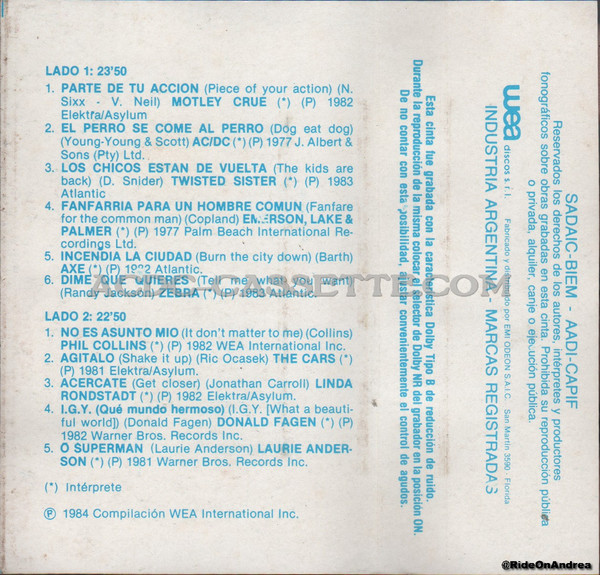 LADO 1: 23'50
1. PARTE DE TU ACCION (Piece of your action) (N.
Sixx - V. Neil) MOTLEY CRUE (*) (P) 1982
Elektra/Asylum
2. EL PERRO SE COME AL PERRO (Dog eat dog)
(Young-Young & Scott) AC/DC (*) (P) 1977 J. Albert &
Sons (Pty) Ltd.
3. LOS CHICOS ESTAN DE VUELTA (The kids are
back) (D. Snider) TWISTED SISTER (*) (P) 1983
Atlantic
4. FANFARRIA PARA UN HOMBRE COMUN (Fanfare
for the common man) (Copland) EMERSON, LAKE &
PALMER (*) (P) 1977 Palm Beach International Re-
cordings Ltd.
5. INCENDIA LA CIUDAD (Burn the city down) (Barth)
AXE (*) (P) 1982 Atlantic.
6. DIME QUE QUIERES (Tell me what you want)
(Randy Jackson) ZEBRA (*) (P) 1983 Atlantic.
LADO 2: 22'50
1. NO ES ASUNTO MIO (It don't matter to me) (Collins)
PHIL COLLINS (*) (P) 1982 WEA International Inc.
2. AGITALO (Shake it up) (Ric Ocasek) THE CARS (*)
(P) 1981 Elektra/Asylum.
3. ACERCATE (Get closer) (Jonathan Carroll) LINDA
RONDSTADT (*) (P) 1982 Elektra/Asylum.
4. I.G.Y. (Qué mundo hermoso) (I.G.Y. [What a beauti-
ful world]) (Donald Fagen) DONALD FAGEN (*) (P)
1982 Warner Bros. Records Inc.
5. O SUPERMAN (Laurie Anderson) LAURIE ANDER-
SON (*) (P) 1981 Warner Bros. Records Inc.
(*) Intérprete
℗ 1984 Compilación WEA International Inc.
Esta cinta fue grabada con la característica Dolby Tipo B de reducción de ruido.
Durante la reproducción de la misma colocar el selector de Dolby NR del grabador en la posición ON.
De no contar con esta posibilidad, ajustar convenientemente el control de agudos.
SADAIC-BIEM - AADI-CAPIF
Reservados los derechos de los autores, intérpretes y productores
fonográficos sobre obras grabadas en esta cinta. Prohibida su reproducción pública
o privada, alquiler, canje o ejecución pública.
wea discos s.r.l. Fabricado y distribuido por EMI ODEON S.A.I.C. San Martín 3590 - Florida
INDUSTRIA ARGENTINA - MARCAS REGISTRADAS
@RideOnAndrea